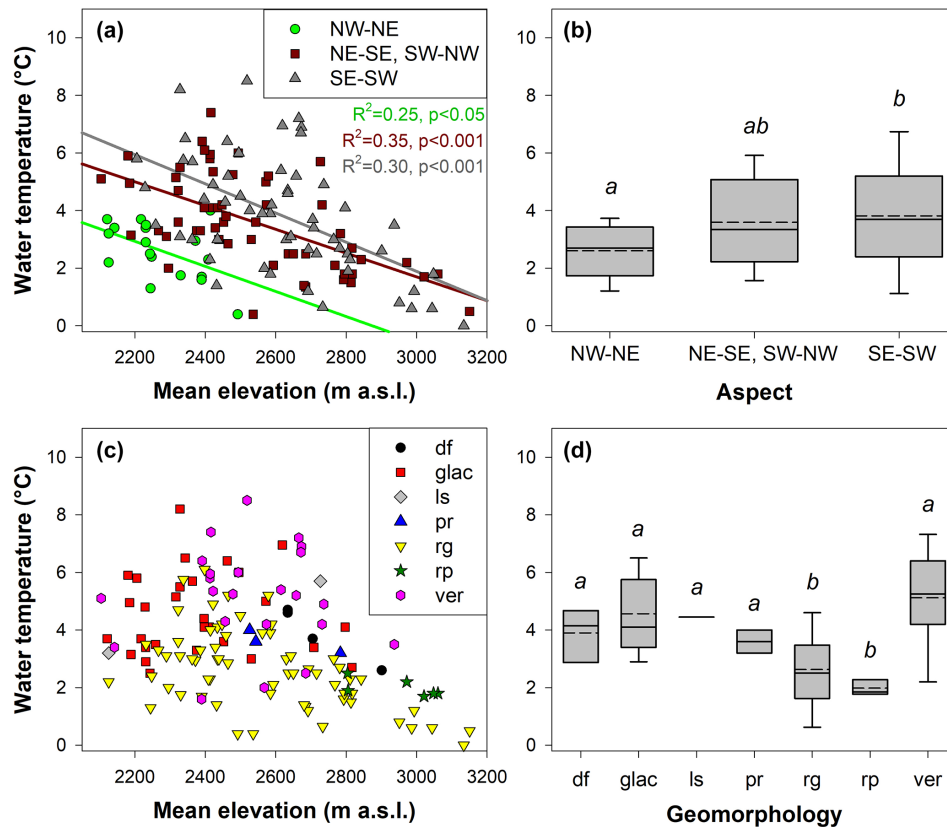 (a)
NW-NE
NE-SE, SW-NW
SE-SW
R2=0.25, p<0.05
R2=0.35, p<0.001
R2=0.30, p<0.001
10
8
6
4
2
0
Water temperature (°C)
2200 2400 2600 2800 3000 3200
Mean elevation (m a.s.l.)
(b)
a
ab
b
10
8
6
4
2
0
NW-NE NE-SE, SW-NW SE-SW
Aspect
(c)
df
glac
ls
pr
rg
rp
ver
10
8
6
4
2
0
Water temperature (°C)
2200 2400 2600 2800 3000 3200
Mean elevation (m a.s.l.)
(d)
a a a a b b a
10
8
6
4
2
0
df glac ls pr rg rp ver
Geomorphology